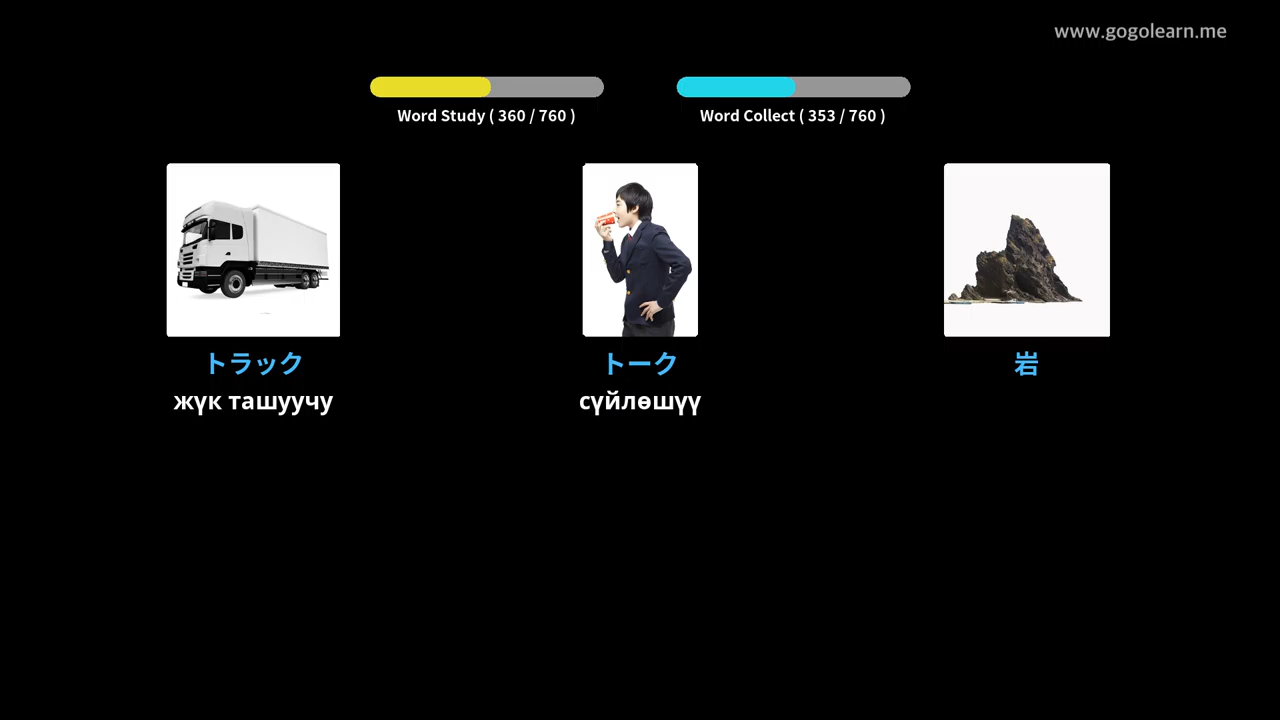 www.gogolearn.me
Word Study ( 360 / 760 )
Word Collect ( 353 / 760 )
トラック
トーク
岩
жүк ташуучу
сүйлөшүү